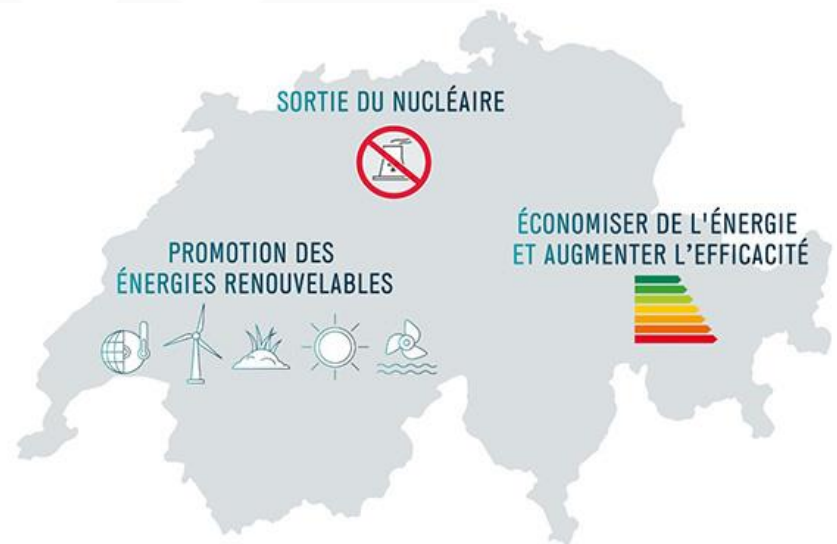 SORTIE DU NUCLÉAIRE
PROMOTION DES
ÉNERGIES RENOUVELABLES
ÉCONOMISER DE L'ÉNERGIE
ET AUGMENTER L’EFFICACITÉ